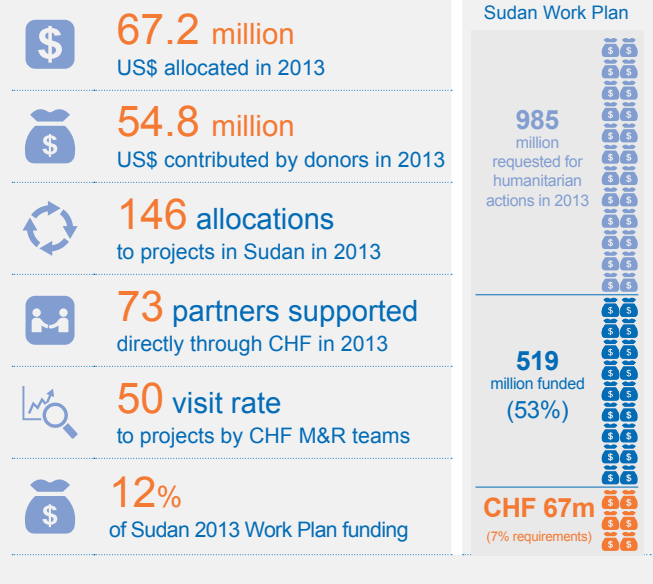 67.2 million
US$ allocated in 2013
54.8 million
US$ contributed by donors in 2013
146 allocations
to projects in Sudan in 2013
73 partners supported
directly through CHF in 2013
50 visit rate
to projects by CHF M&R teams
12%
of Sudan 2013 Work Plan funding
Sudan Work Plan
985
million
requested for
humanitarian
actions in 2013
519
million funded
(53%)
CHF 67m
(7% requirements)